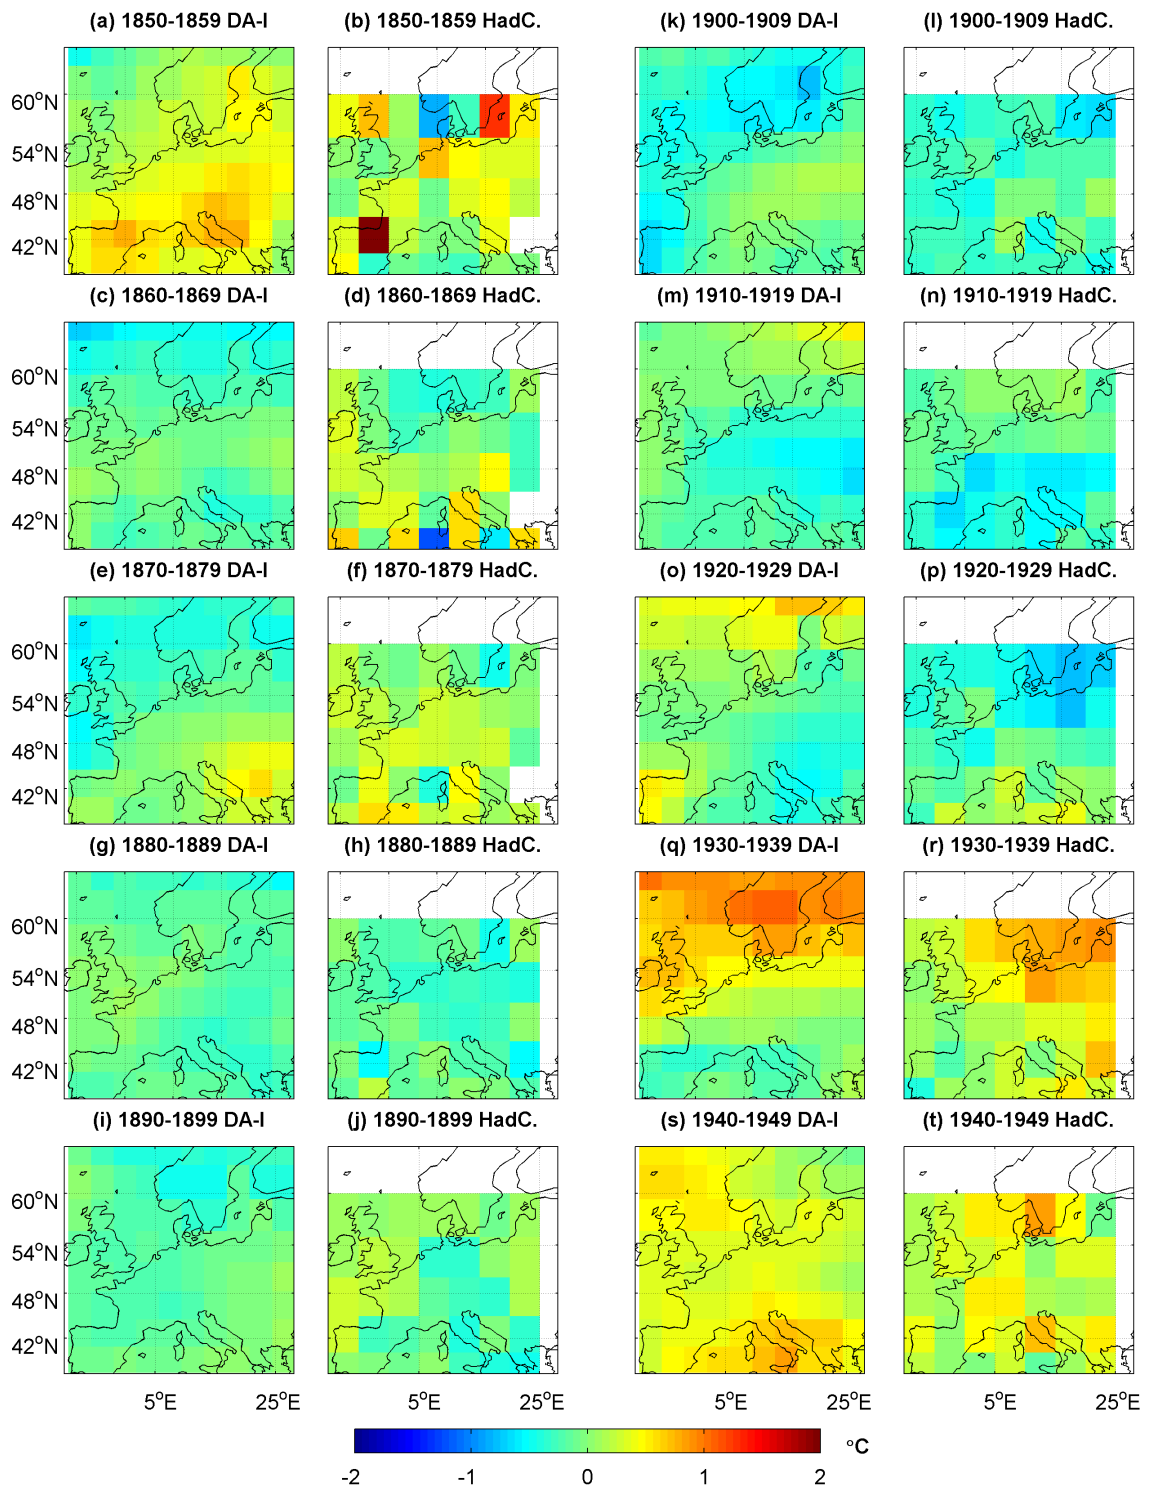 (a) 1850-1859 DA-I (b) 1850-1859 HadC. (k) 1900-1909 DA-I (l) 1900-1909 HadC.
60°N
54°N
48°N
42°N
(c) 1860-1869 DA-I (d) 1860-1869 HadC. (m) 1910-1919 DA-I (n) 1910-1919 HadC.
60°N
54°N
48°N
42°N
(e) 1870-1879 DA-I (f) 1870-1879 HadC. (o) 1920-1929 DA-I (p) 1920-1929 HadC.
60°N
54°N
48°N
42°N
(g) 1880-1889 DA-I (h) 1880-1889 HadC. (q) 1930-1939 DA-I (r) 1930-1939 HadC.
60°N
54°N
48°N
42°N
(i) 1890-1899 DA-I (j) 1890-1899 HadC. (s) 1940-1949 DA-I (t) 1940-1949 HadC.
60°N
54°N
48°N
42°N
5°E 25°E 5°E 25°E 5°E 25°E 5°E 25°E
°C
-2 -1 0 1 2